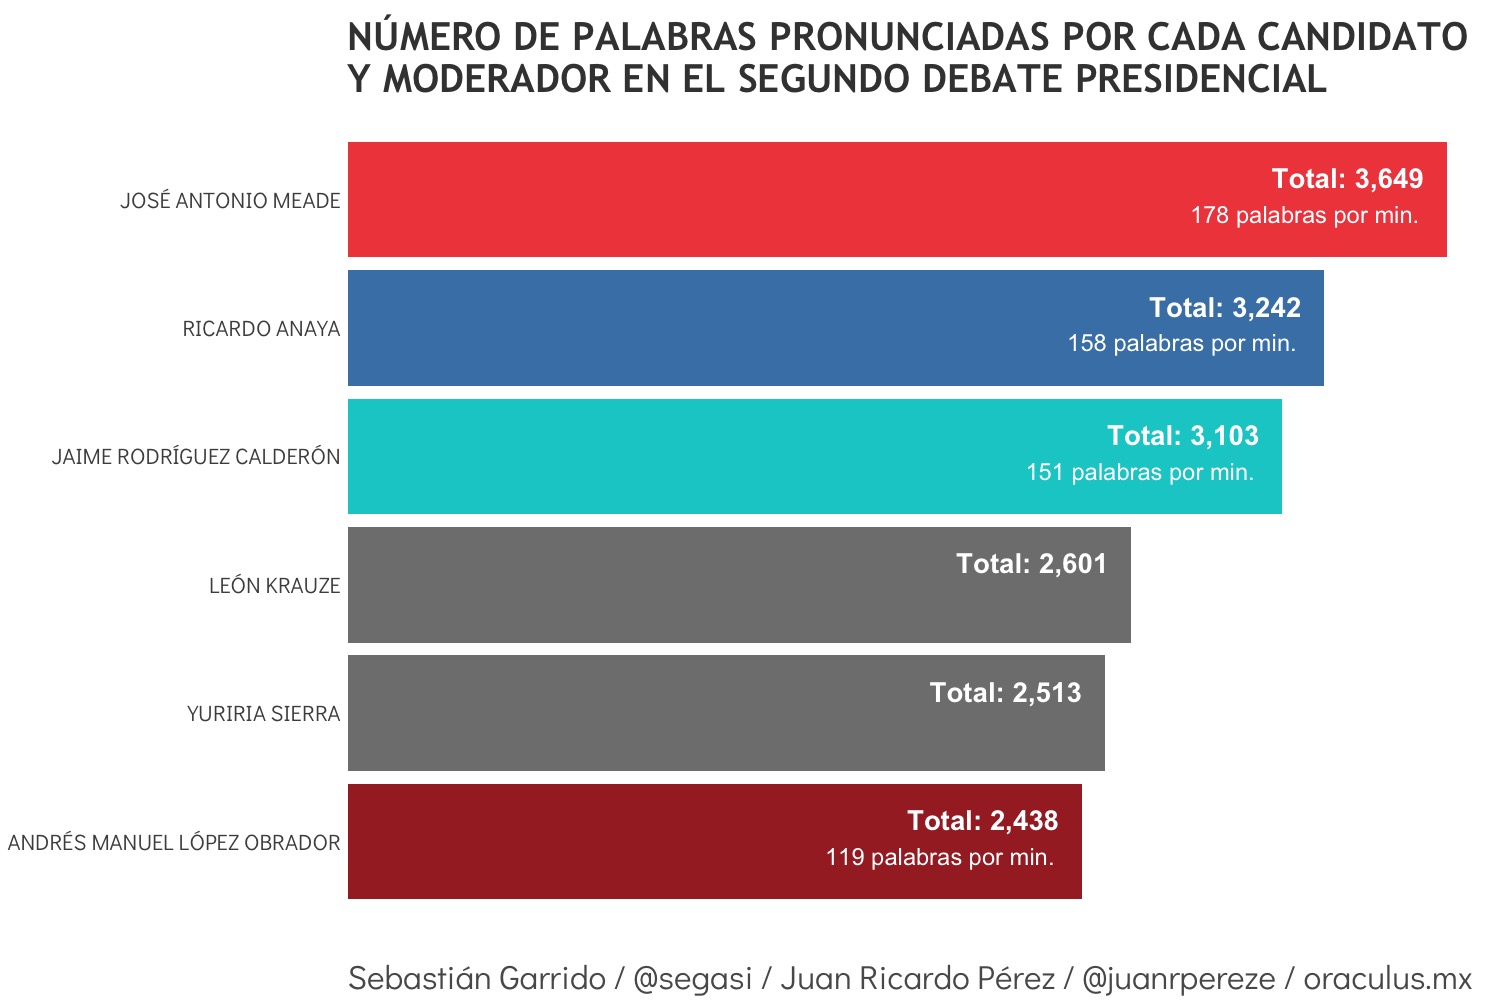 NÚMERO DE PALABRAS PRONUNCIADAS POR CADA CANDIDATO
Y MODERADOR EN EL SEGUNDO DEBATE PRESIDENCIAL
JOSÉ ANTONIO MEADE
Total: 3,649
178 palabras por min.
RICARDO ANAYA
Total: 3,242
158 palabras por min.
JAIME RODRÍGUEZ CALDERÓN
Total: 3,103
151 palabras por min.
LEÓN KRAUZE
Total: 2,601
YURIRIA SIERRA
Total: 2,513
ANDRÉS MANUEL LÓPEZ OBRADOR
Total: 2,438
119 palabras por min.
Sebastián Garrido / @segasi / Juan Ricardo Pérez / @juanrpereze / oraculus.mx